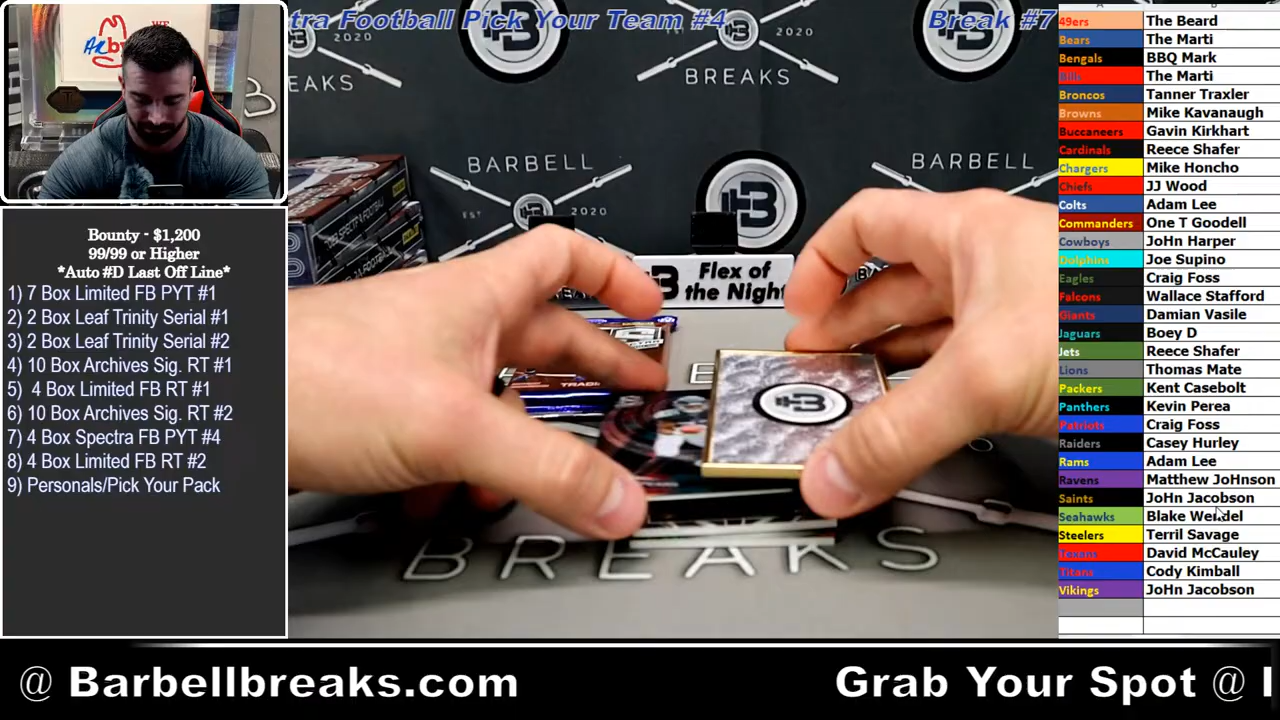 tra Football Pick Your Team #4
Break #7
2020
BREAKS
2020
BREAKS
BARBELL
EST 2020
BARBELL
Flex of
the Night
TRADI
BREAKS
Bounty - $1,200
99/99 or Higher
*Auto #D Last Off Line*
1) 7 Box Limited FB PYT #1
2) 2 Box Leaf Trinity Serial #1
3) 2 Box Leaf Trinity Serial #2
4) 10 Box Archives Sig. RT #1
5) 4 Box Limited FB RT #1
6) 10 Box Archives Sig. RT #2
7) 4 Box Spectra FB PYT #4
8) 4 Box Limited FB RT #2
9) Personals/Pick Your Pack
49ers The Beard
Bears The Marti
Bengals BBQ Mark
Bills The Marti
Broncos Tanner Traxler
Browns Mike Kavanaugh
Buccaneers Gavin Kirkhart
Cardinals Reece Shafer
Chargers Mike Honcho
Chiefs JJ Wood
Colts Adam Lee
Commanders One T Goodell
Cowboys JoHn Harper
Dolphins Joe Supino
Eagles Craig Foss
Falcons Wallace Stafford
Giants Damian Vasile
Jaguars Boey D
Jets Reece Shafer
Lions Thomas Mate
Packers Kent Casebolt
Panthers Kevin Perea
Patriots Craig Foss
Raiders Casey Hurley
Rams Adam Lee
Ravens Matthew JoHnson
Saints JoHn Jacobson
Seahawks Blake Wendel
Steelers Terril Savage
Texans David McCauley
Titans Cody Kimball
Vikings JoHn Jacobson
@ Barbellbreaks.com
Grab Your Spot @